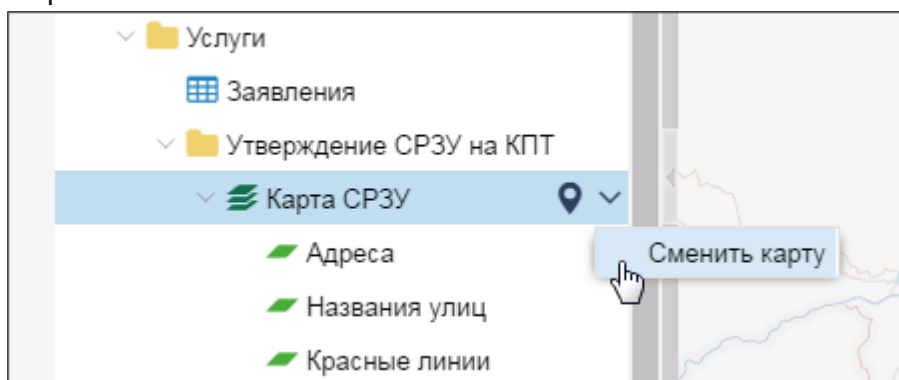 Услуги
Заявления
Утверждение СРЗУ на КПТ
Карта СРЗУ
Адреса
Сменить карту
Названия улиц
Красные линии